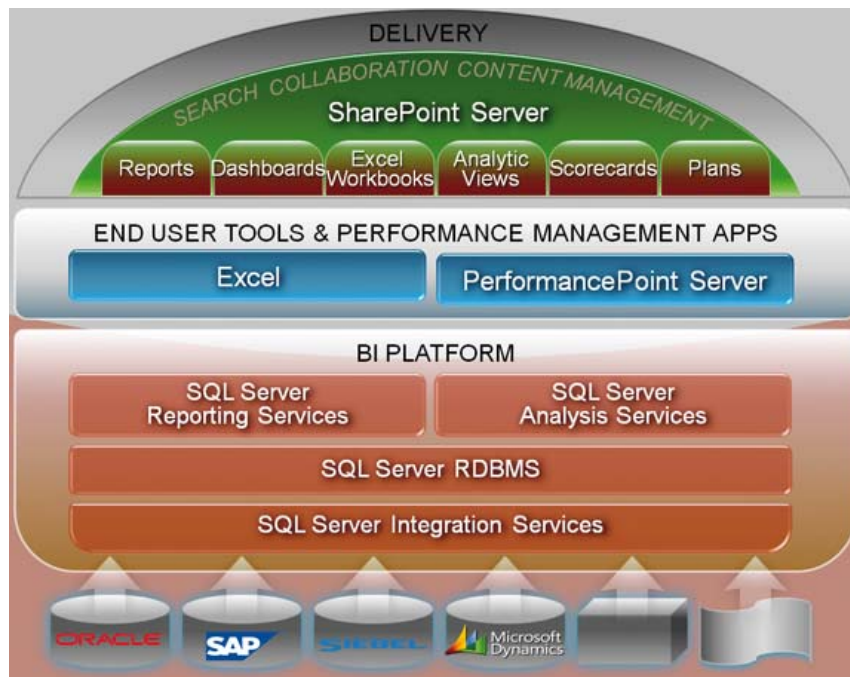 DELIVERY
SEARCH COLLABORATION CONTENT MANAGEMENT
SharePoint Server
Reports
Dashboards
Excel
Workbooks
Analytic
Views
Scorecards
Plans
END USER TOOLS & PERFORMANCE MANAGEMENT APPS
Excel
PerformancePoint Server
BI PLATFORM
SQL Server
Reporting Services
SQL Server
Analysis Services
SQL Server RDBMS
SQL Server Integration Services
ORACLE
SAP
SIEBEL
Microsoft
Dynamics